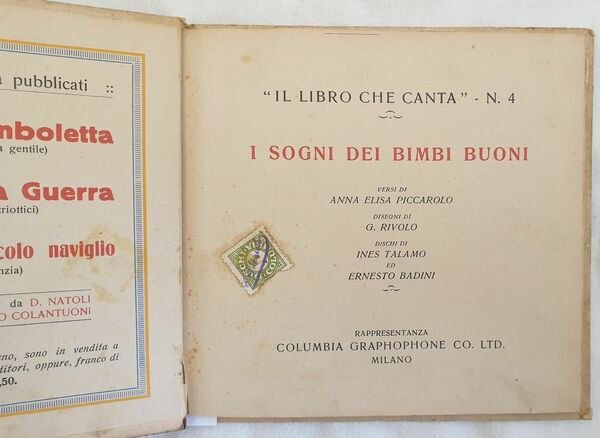 a pubblicati ::
mboletta
a gentile)
a Guerra
triottici)
colo naviglio
nzia)
da D. NATOLI
O COLANTUONI
no, sono in vendita a
ditori, oppure, franco di
,50.
"IL LIBRO CHE CANTA" - N. 4
I SOGNI DEI BIMBI BUONI
VERSI DI
ANNA ELISA PICCAROLO
DISEGNI DI
G. RIVOLO
DISCHI DI
INES TALAMO
ED
ERNESTO BADINI
RAPPRESENTANZA
COLUMBIA GRAPHOPHONE CO. LTD.
MILANO